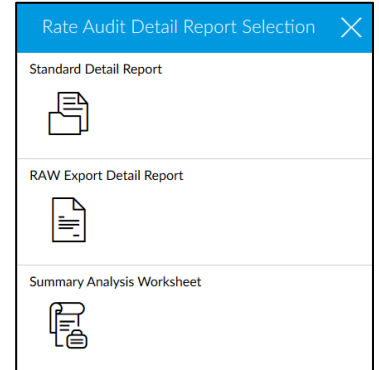 Rate Audit Detail Report Selection
Standard Detail Report
RAW Export Detail Report
Summary Analysis Worksheet